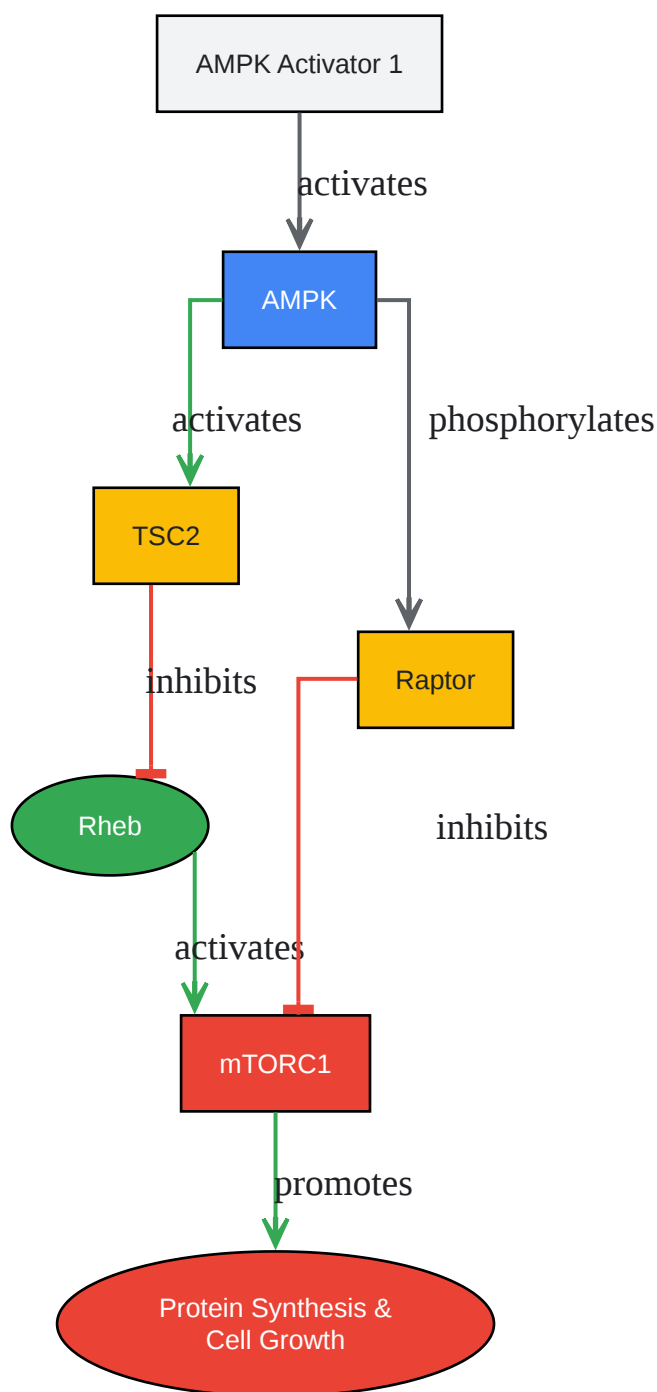 AMPK Activator 1
activates
AMPK
activates
phosphorylates
TSC2
inhibits
Raptor
Rheb
inhibits
activates
mTORC1
promotes
Protein Synthesis &
Cell Growth